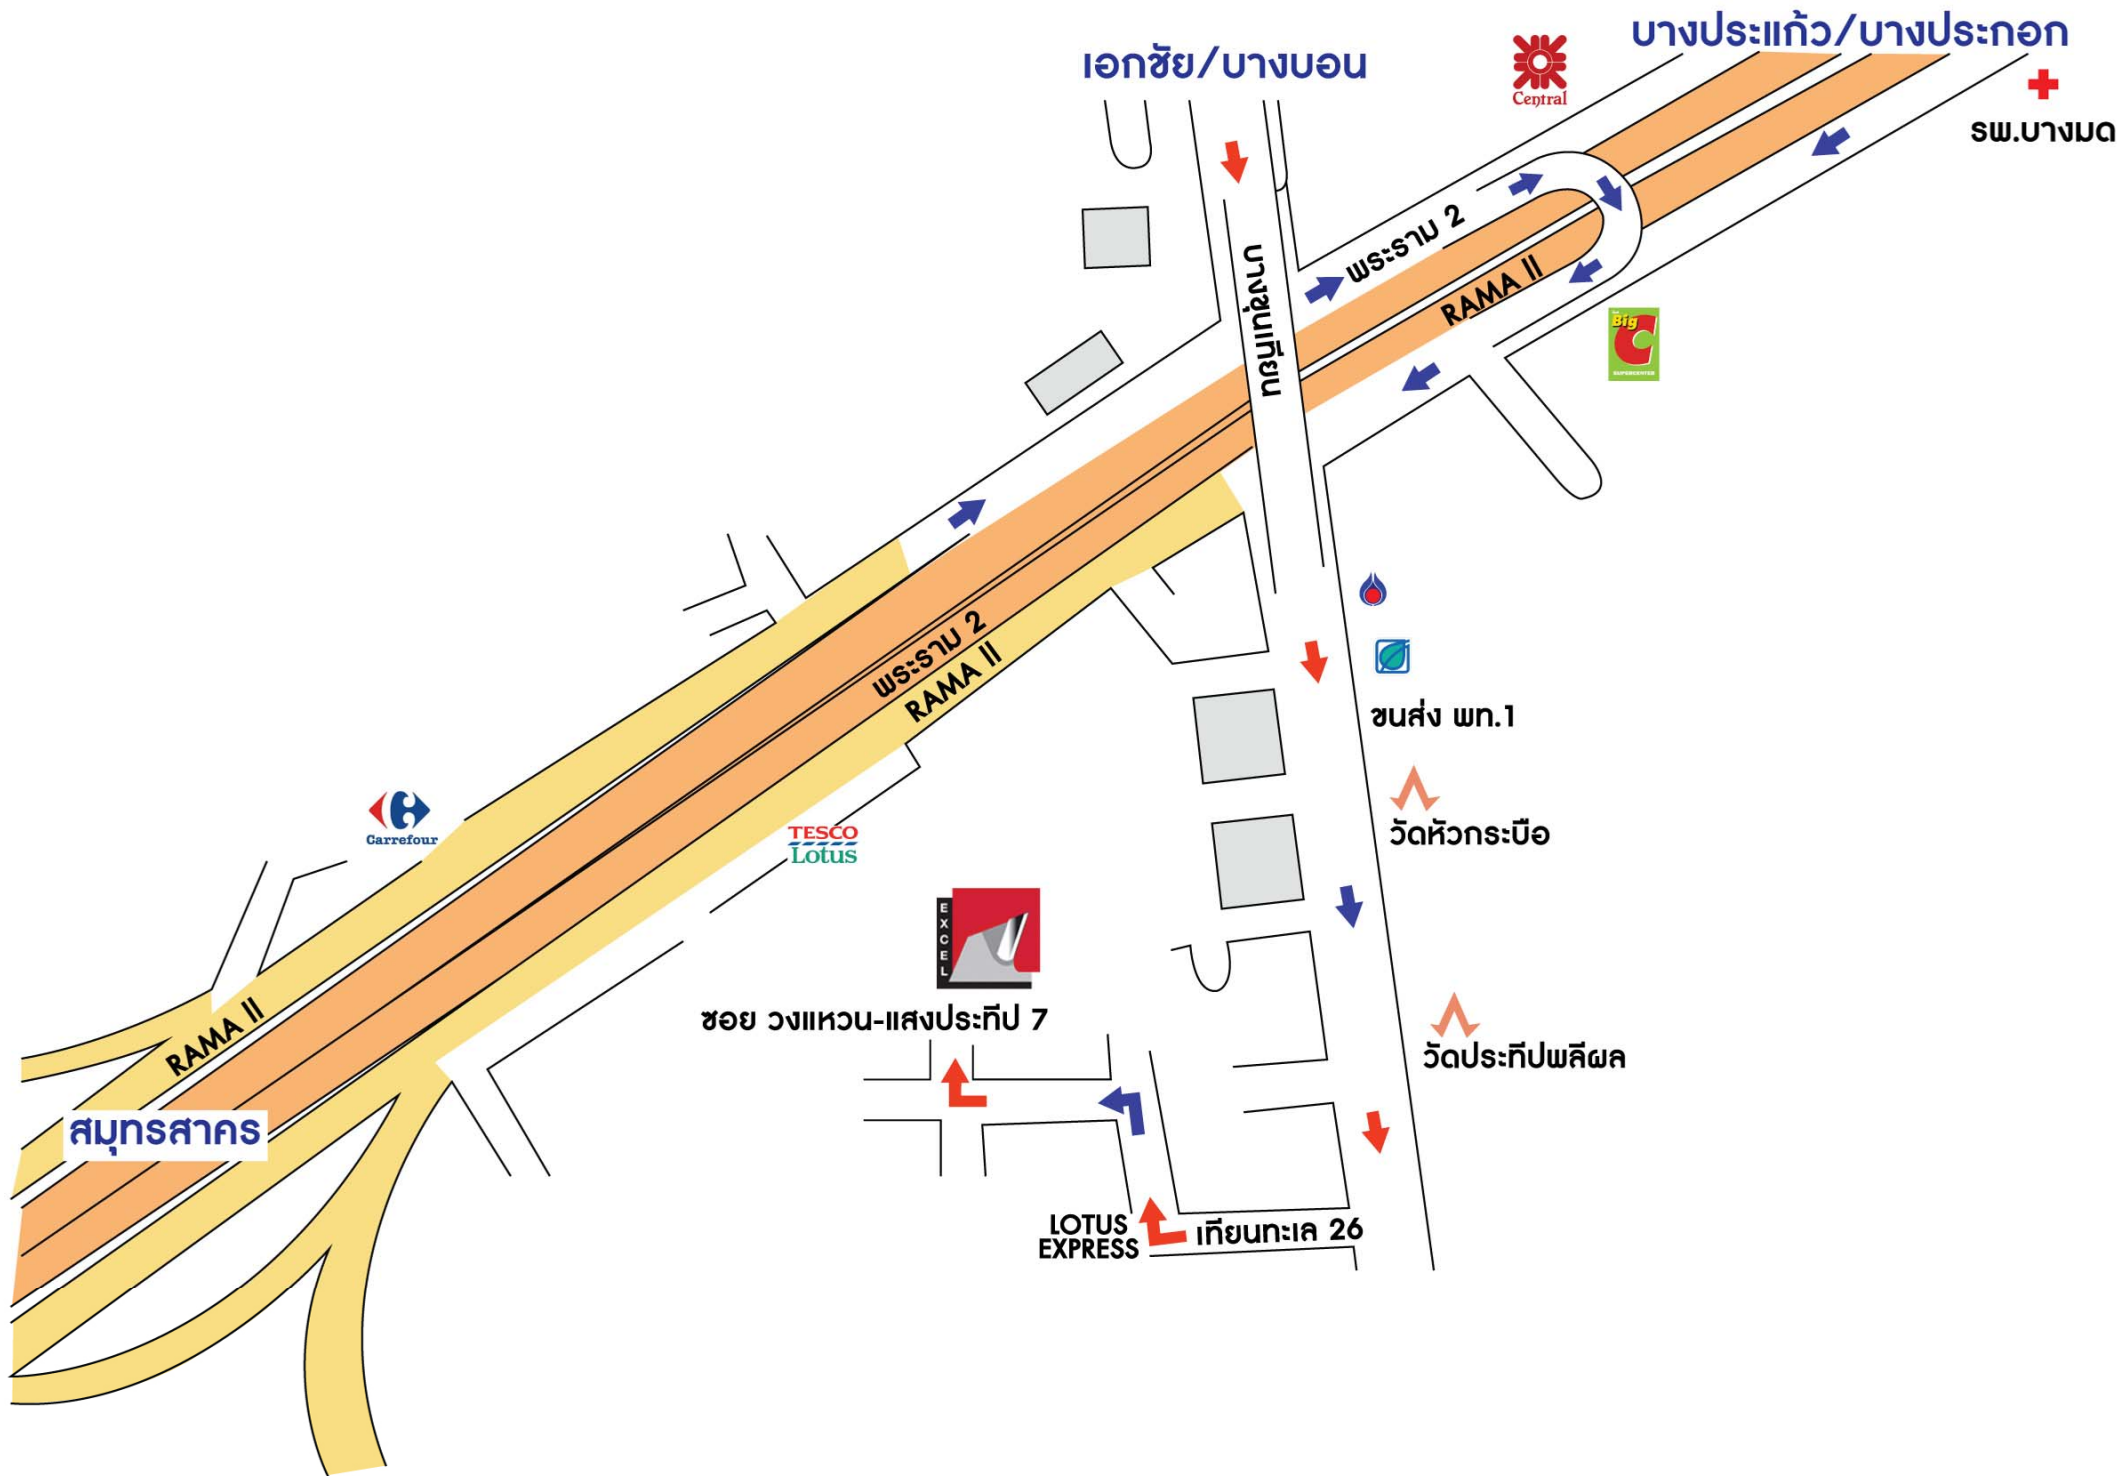 บางประแก้ว/บางประกอก
เอกชัย/บางบอน
Central
รพ.บางมด
พระราม 2
RAMA II
บางขุนเทียน
Big
C
SUPERCENTER
พระราม 2
RAMA II
ขนส่ง พท.1
วัดหัวกระบือ
Carrefour
TESCO
Lotus
EXCEL
ซอย วงแหวน-แสงประทีป 7
RAMA II
วัดประทีปพลีผล
สมุทรสาคร
LOTUS
EXPRESS
เทียนทะเล 26